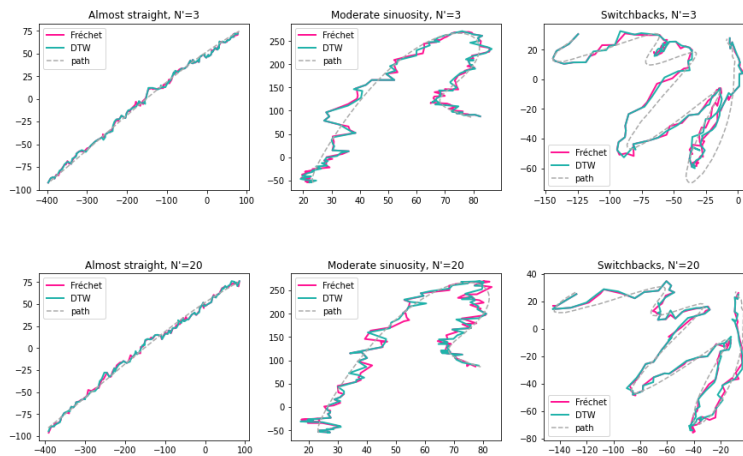 Almost straight, N'=3
Fréchet
DTW
path
75
50
25
0
−25
−50
−75
−100
−400 −300 −200 −100 0 100
Moderate sinuosity, N'=3
Fréchet
DTW
path
250
200
150
100
50
0
−50
20 30 40 50 60 70 80
Switchbacks, N'=3
20
0
−20
−40
−60
Fréchet
DTW
path
−150 −125 −100 −75 −50 −25 0
Almost straight, N'=20
Fréchet
DTW
path
75
50
25
0
−25
−50
−75
−100
−400 −300 −200 −100 0 100
Moderate sinuosity, N'=20
Fréchet
DTW
path
250
200
150
100
50
0
−50
20 30 40 50 60 70 80
Switchbacks, N'=20
40
20
0
−20
−40
−60
−80
Fréchet
DTW
path
−140 −120 −100 −80 −60 −40 −20